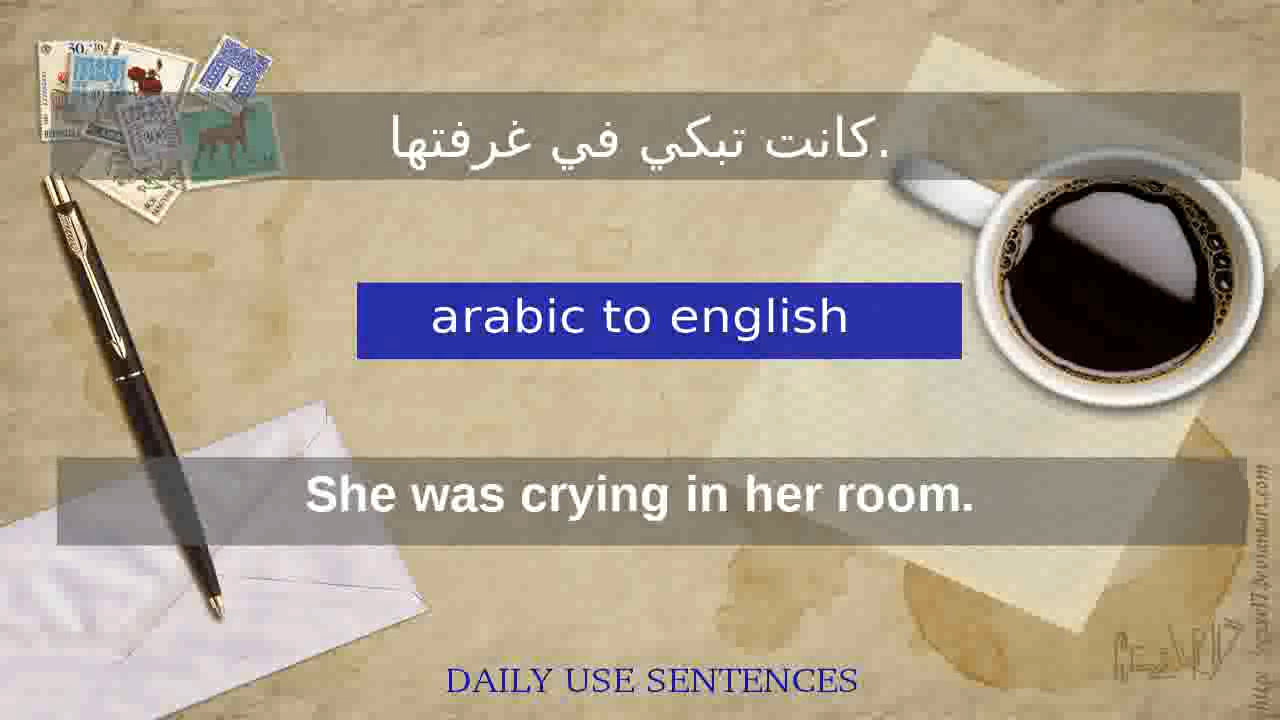 كانت تبكي في غرفتها.
arabic to english
She was crying in her room.
DAILY USE SENTENCES